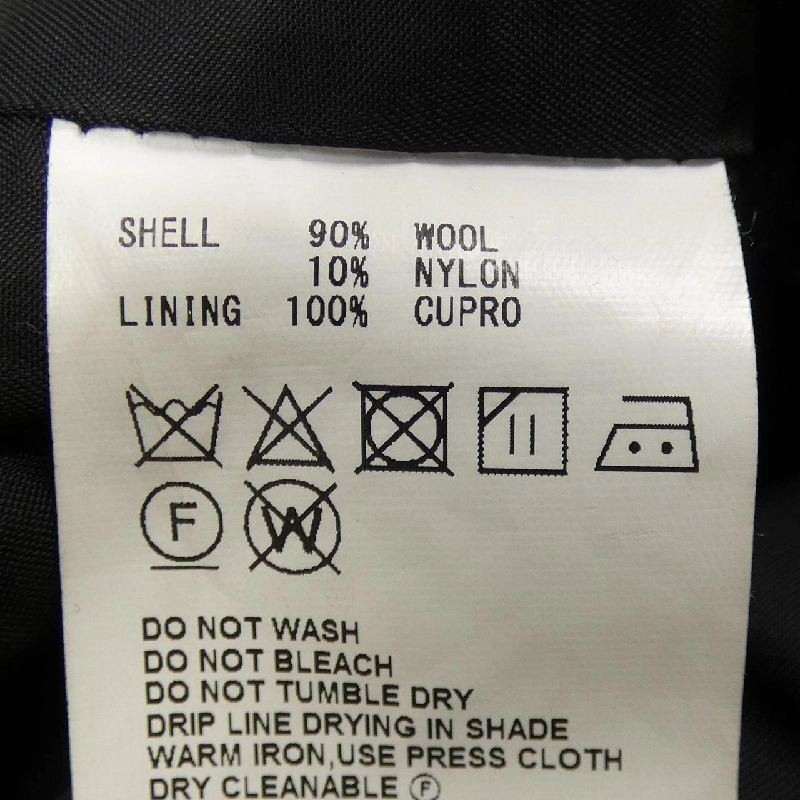 SHELL 90% WOOL
10% NYLON
LINING 100% CUPRO
F W
DO NOT WASH
DO NOT BLEACH
DO NOT TUMBLE DRY
DRIP LINE DRYING IN SHADE
WARM IRON,USE PRESS CLOTH
DRY CLEANABLE Ⓕ